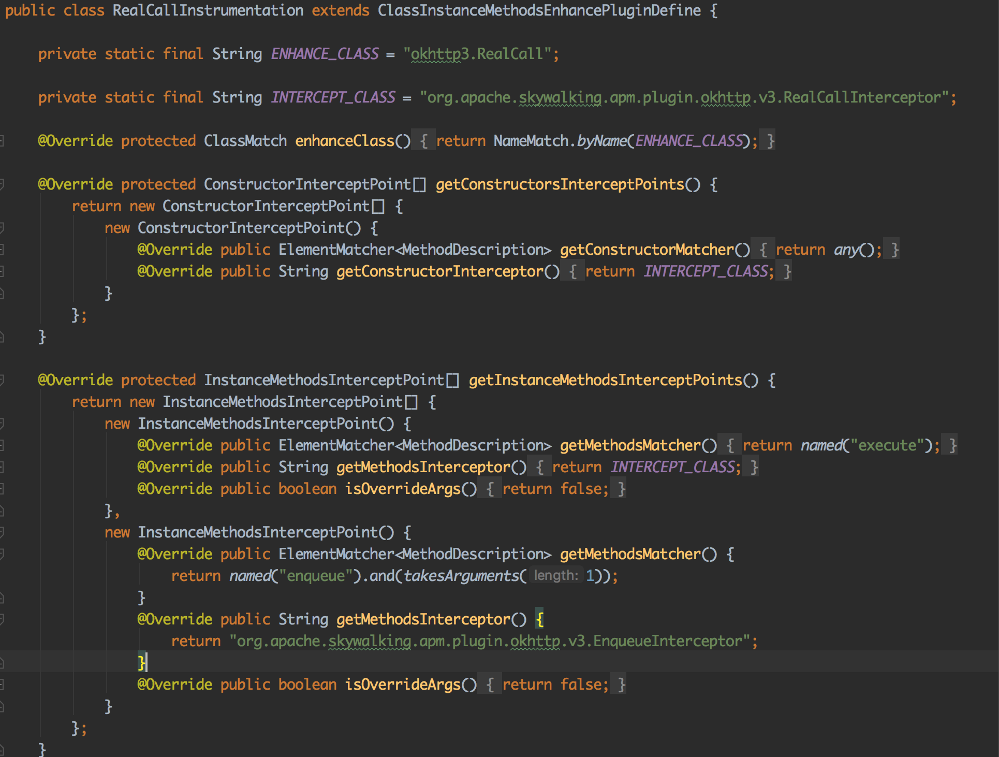 public class RealCallInstrumentation extends ClassInstanceMethodsEnhancePluginDefine {
private static final String ENHANCE_CLASS = "okhttp3.RealCall";
private static final String INTERCEPT_CLASS = "org.apache.skywalking.apm.plugin.okhttp.v3.RealCallInterceptor";
@Override protected ClassMatch enhanceClass() { return NameMatch.byName(ENHANCE_CLASS); }
@Override protected ConstructorInterceptPoint[] getConstructorsInterceptPoints() {
return new ConstructorInterceptPoint[] {
new ConstructorInterceptPoint() {
@Override public ElementMatcher<MethodDescription> getConstructorMatcher() { return any(); }
@Override public String getConstructorInterceptor() { return INTERCEPT_CLASS; }
}
};
}
@Override protected InstanceMethodsInterceptPoint[] getInstanceMethodsInterceptPoints() {
return new InstanceMethodsInterceptPoint[] {
new InstanceMethodsInterceptPoint() {
@Override public ElementMatcher<MethodDescription> getMethodsMatcher() { return named("execute"); }
@Override public String getMethodsInterceptor() { return INTERCEPT_CLASS; }
@Override public boolean isOverrideArgs() { return false; }
},
new InstanceMethodsInterceptPoint() {
@Override public ElementMatcher<MethodDescription> getMethodsMatcher() {
return named("enqueue").and(takesArguments( length: 1));
}
@Override public String getMethodsInterceptor() {
return "org.apache.skywalking.apm.plugin.okhttp.v3.EnqueueInterceptor";
}
@Override public boolean isOverrideArgs() { return false; }
}
};
}